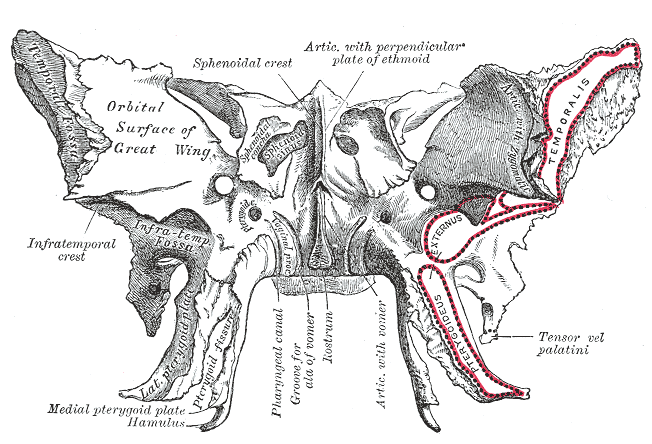 Artic. with perpendicular
plate of ethmoid
Sphenoidal crest
Temporal Fossa
Orbital
Surface of
Great Wing
Sphenoidal
Sphenoid
TEMPORALIS
Infratemporal
crest
Infra-temp.
Fossa
EXTERNUS
PTERYGOIDEUS
Lat. pterygoid plate
Pterygoid fissure
Medial pterygoid plate
Hamulus
Pharyngeal canal
Groove for
ala of vomer
Rostrum
Artic. with vomer
Tensor vel
palatini